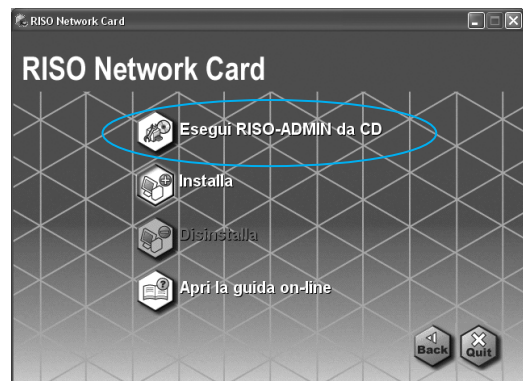 RISO Network Card
RISO Network Card
Esegui RISO-ADMIN da CD
Installa
Disinstalla
Apri la guida on-line
Back
Quit